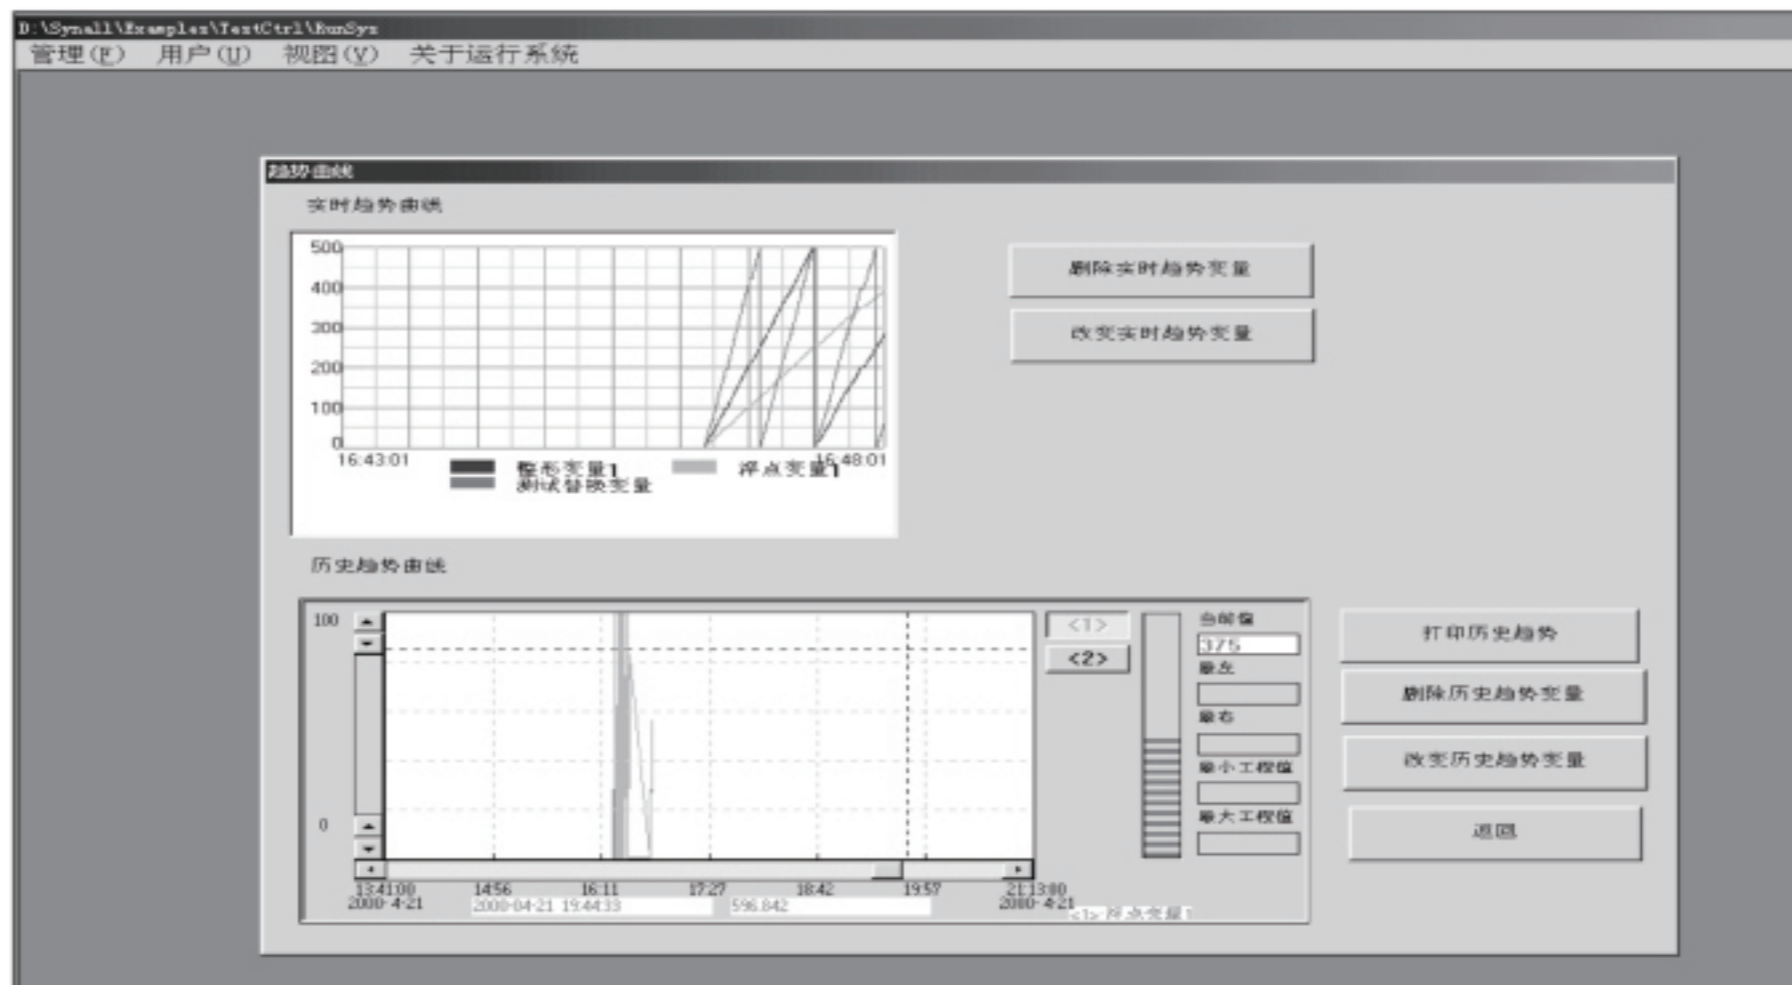 D:\Synall\Examples\TestCtrl\RunSys
管理(F) 用户(U) 视图(V) 关于运行系统
趋势曲线
实时趋势曲线
500
400
300
200
100
0
16:43:01 16:48:01
整形变量1 浮点变量1
测试替换变量
删除实时趋势变量
改变实时趋势变量
历史趋势曲线
100
0
13:41:00 14:56 16:11 17:27 18:42 19:57 21:13:00
2000-4-21 2000-4-21
2000-04-21 19:44:33 596.842
<1> 浮点变量1
<1>
<2>
当前值
375
最左
最右
最小工程值
最大工程值
打印历史趋势
删除历史趋势变量
改变历史趋势变量
返回